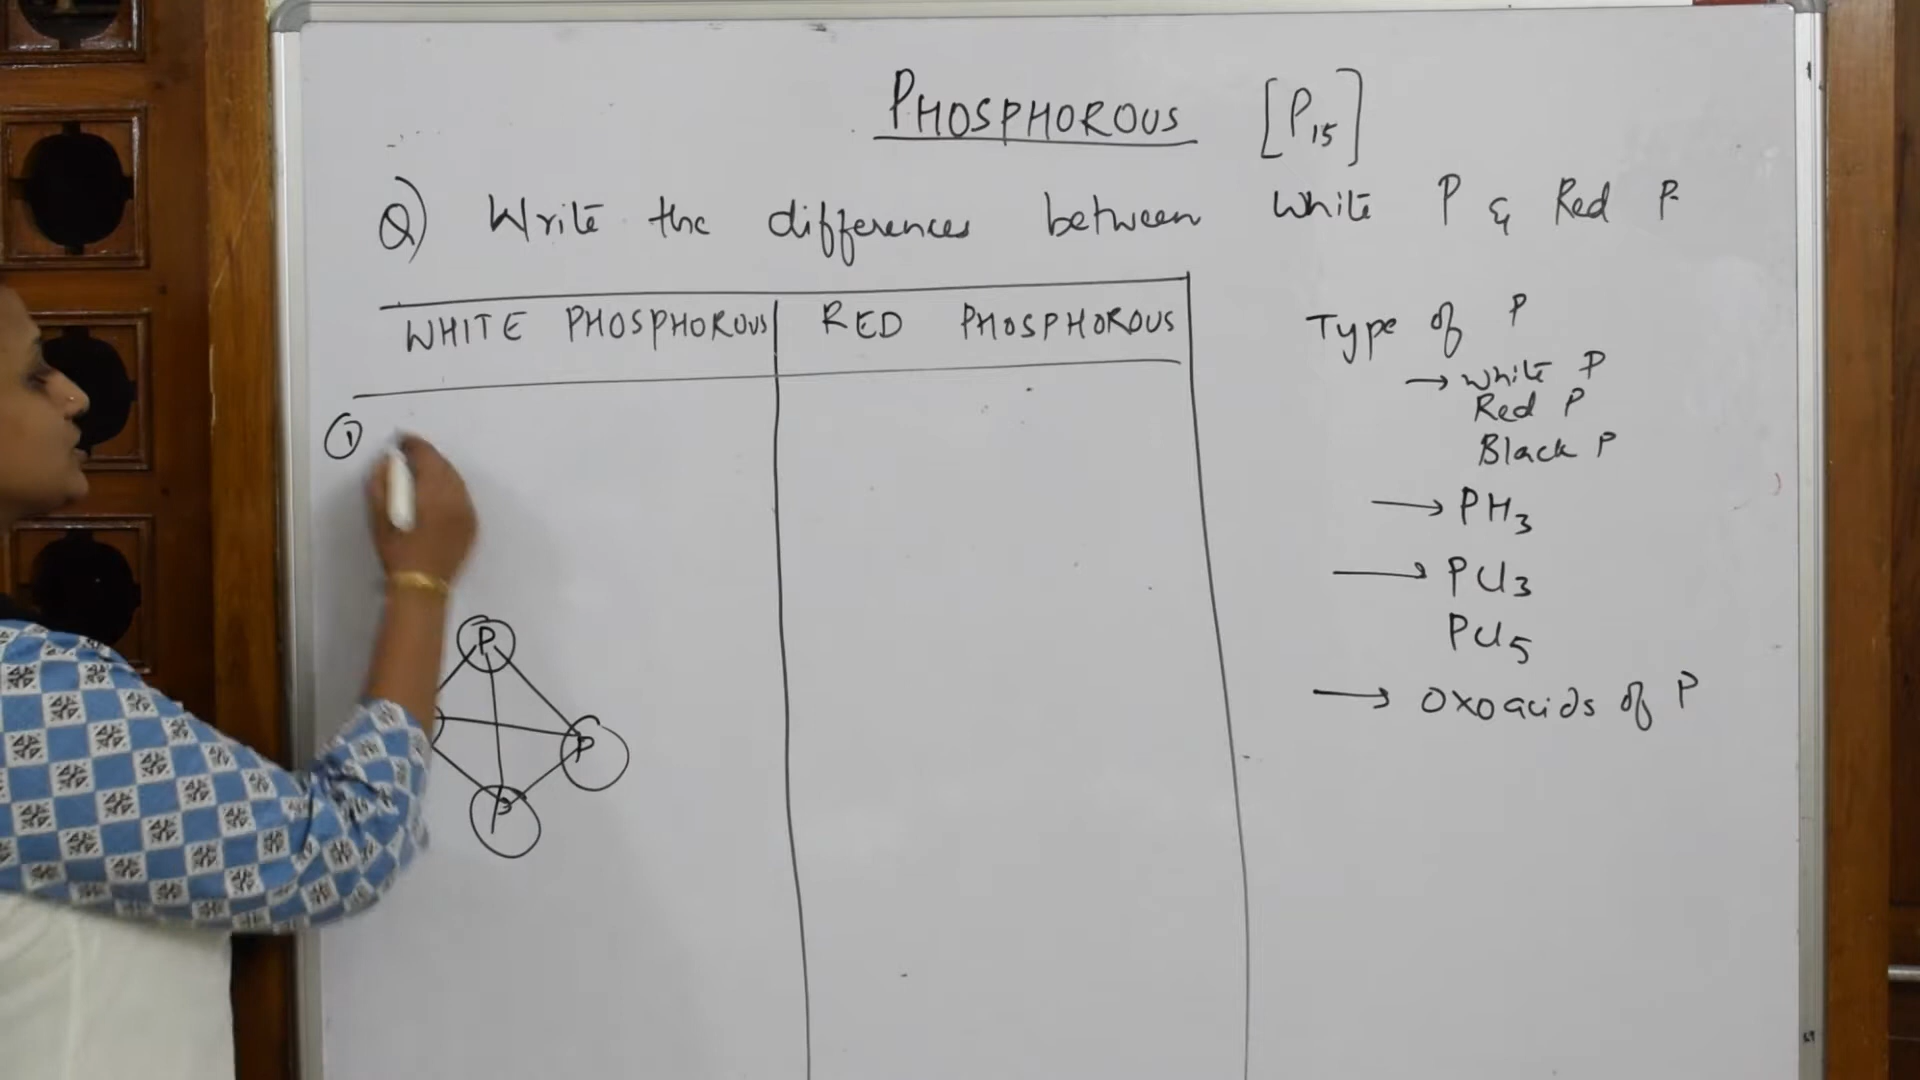 PHOSPHOROUS [P15]
Q) Write the differences between White P & Red P
WHITE PHOSPHOROUS
RED PHOSPHOROUS
①
P
P
P
Type of P
→ White P
Red P
Black P
→ PH3
→ PCl3
PCl5
→ Oxoacids of P